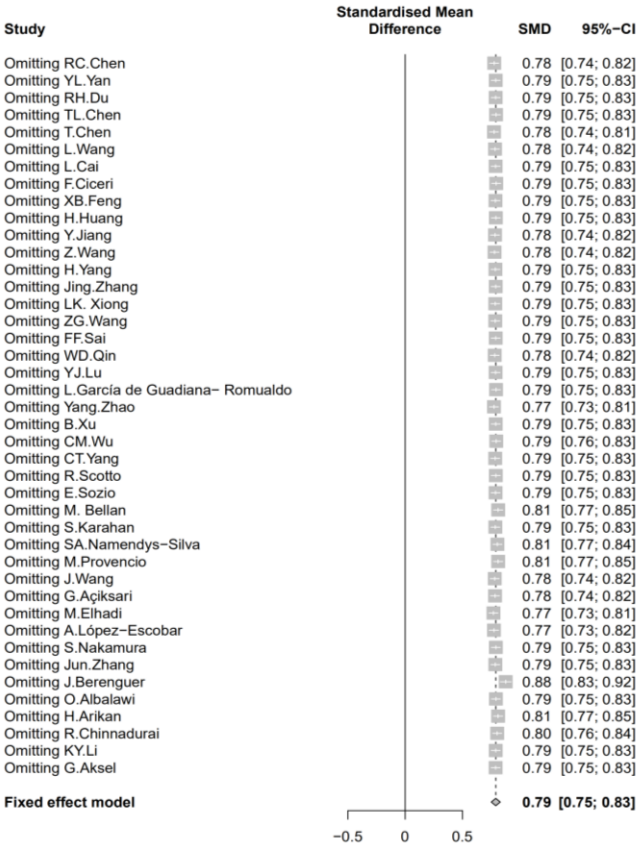 Study Standardised Mean Difference SMD 95%−CI
Omitting RC.Chen 0.78 [0.74; 0.82]
Omitting YL.Yan 0.79 [0.75; 0.83]
Omitting RH.Du 0.79 [0.75; 0.83]
Omitting TL.Chen 0.79 [0.75; 0.83]
Omitting T.Chen 0.78 [0.74; 0.81]
Omitting L.Wang 0.78 [0.74; 0.82]
Omitting L.Cai 0.79 [0.75; 0.83]
Omitting F.Ciceri 0.79 [0.75; 0.83]
Omitting XB.Feng 0.79 [0.75; 0.83]
Omitting H.Huang 0.79 [0.75; 0.83]
Omitting Y.Jiang 0.78 [0.74; 0.82]
Omitting Z.Wang 0.78 [0.74; 0.82]
Omitting H.Yang 0.79 [0.75; 0.83]
Omitting Jing.Zhang 0.79 [0.75; 0.83]
Omitting LK. Xiong 0.79 [0.75; 0.83]
Omitting ZG.Wang 0.79 [0.75; 0.83]
Omitting FF.Sai 0.79 [0.75; 0.83]
Omitting WD.Qin 0.78 [0.74; 0.82]
Omitting YJ.Lu 0.79 [0.75; 0.83]
Omitting L.García de Guadiana− Romualdo 0.79 [0.75; 0.83]
Omitting Yang.Zhao 0.77 [0.73; 0.81]
Omitting B.Xu 0.79 [0.75; 0.83]
Omitting CM.Wu 0.79 [0.76; 0.83]
Omitting CT.Yang 0.79 [0.75; 0.83]
Omitting R.Scotto 0.79 [0.75; 0.83]
Omitting E.Sozio 0.79 [0.75; 0.83]
Omitting M. Bellan 0.81 [0.77; 0.85]
Omitting S.Karahan 0.79 [0.75; 0.83]
Omitting SA.Namendys−Silva 0.81 [0.77; 0.84]
Omitting M.Provencio 0.81 [0.77; 0.85]
Omitting J.Wang 0.78 [0.74; 0.82]
Omitting G.Açiksari 0.78 [0.74; 0.82]
Omitting M.Elhadi 0.77 [0.73; 0.81]
Omitting A.López−Escobar 0.77 [0.73; 0.82]
Omitting S.Nakamura 0.79 [0.75; 0.83]
Omitting Jun.Zhang 0.79 [0.75; 0.83]
Omitting J.Berenguer 0.88 [0.83; 0.92]
Omitting O.Albalawi 0.79 [0.75; 0.83]
Omitting H.Arikan 0.81 [0.77; 0.85]
Omitting R.Chinnadurai 0.80 [0.76; 0.84]
Omitting KY.Li 0.79 [0.75; 0.83]
Omitting G.Aksel 0.79 [0.75; 0.83]
Fixed effect model 0.79 [0.75; 0.83]
−0.5 0 0.5